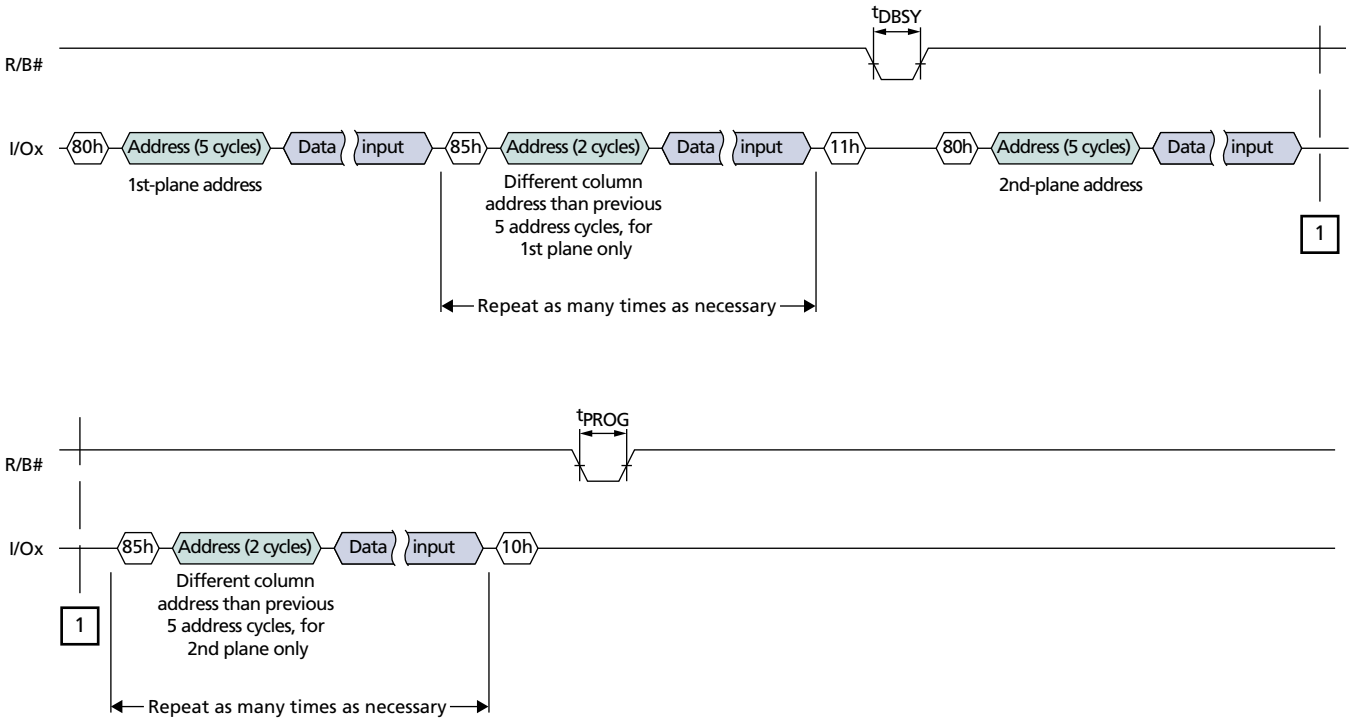 tDBSY
R/B#
I/Ox 80h Address (5 cycles) Data input 85h Address (2 cycles) Data input 11h 80h Address (5 cycles) Data input
1st-plane address
Different column
address than previous
5 address cycles, for
1st plane only
2nd-plane address
1
Repeat as many times as necessary
tPROG
R/B#
I/Ox 85h Address (2 cycles) Data input 10h
Different column
address than previous
5 address cycles, for
2nd plane only
1
Repeat as many times as necessary